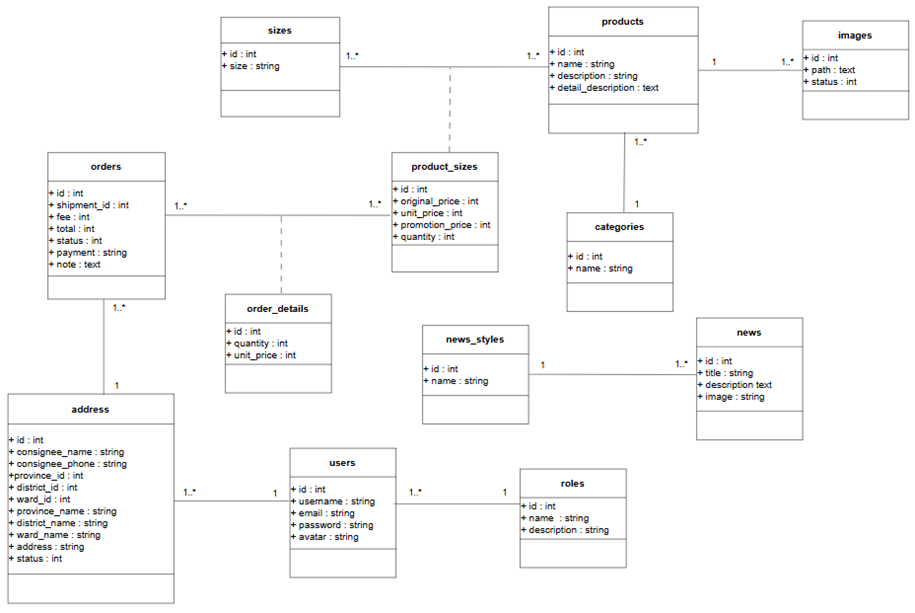 sizes
+ id : int
+ size : string
1..*
1..*
products
+ id : int
+ name : string
+ description : string
+ detail_description : text
1
1..*
images
+ id : int
+ path : text
+ status : int
orders
+ id : int
+ shipment_id : int
+ fee : int
+ total : int
+ status : int
+ payment : string
+ note : text
1..*
1..*
product_sizes
+ id : int
+ original_price : int
+ unit_price : int
+ promotion_price : int
+ quantity : int
1..*
1
categories
+ id : int
+ name : string
order_details
+ id : int
+ quantity : int
+ unit_price : int
news_styles
+ id : int
+ name : string
1
1..*
news
+ id : int
+ title : string
+ description text
+ image : string
1..*
1
address
+ id : int
+ consignee_name : string
+ consignee_phone : string
+province_id : int
+ district_id : int
+ ward_id : int
+ province_name : string
+ district_name : string
+ ward_name : string
+ address : string
+ status : int
1..*
1
users
+ id : int
+ username : string
+ email : string
+ password : string
+ avatar : string
1..*
1
roles
+ id : int
+ name : string
+ description : string